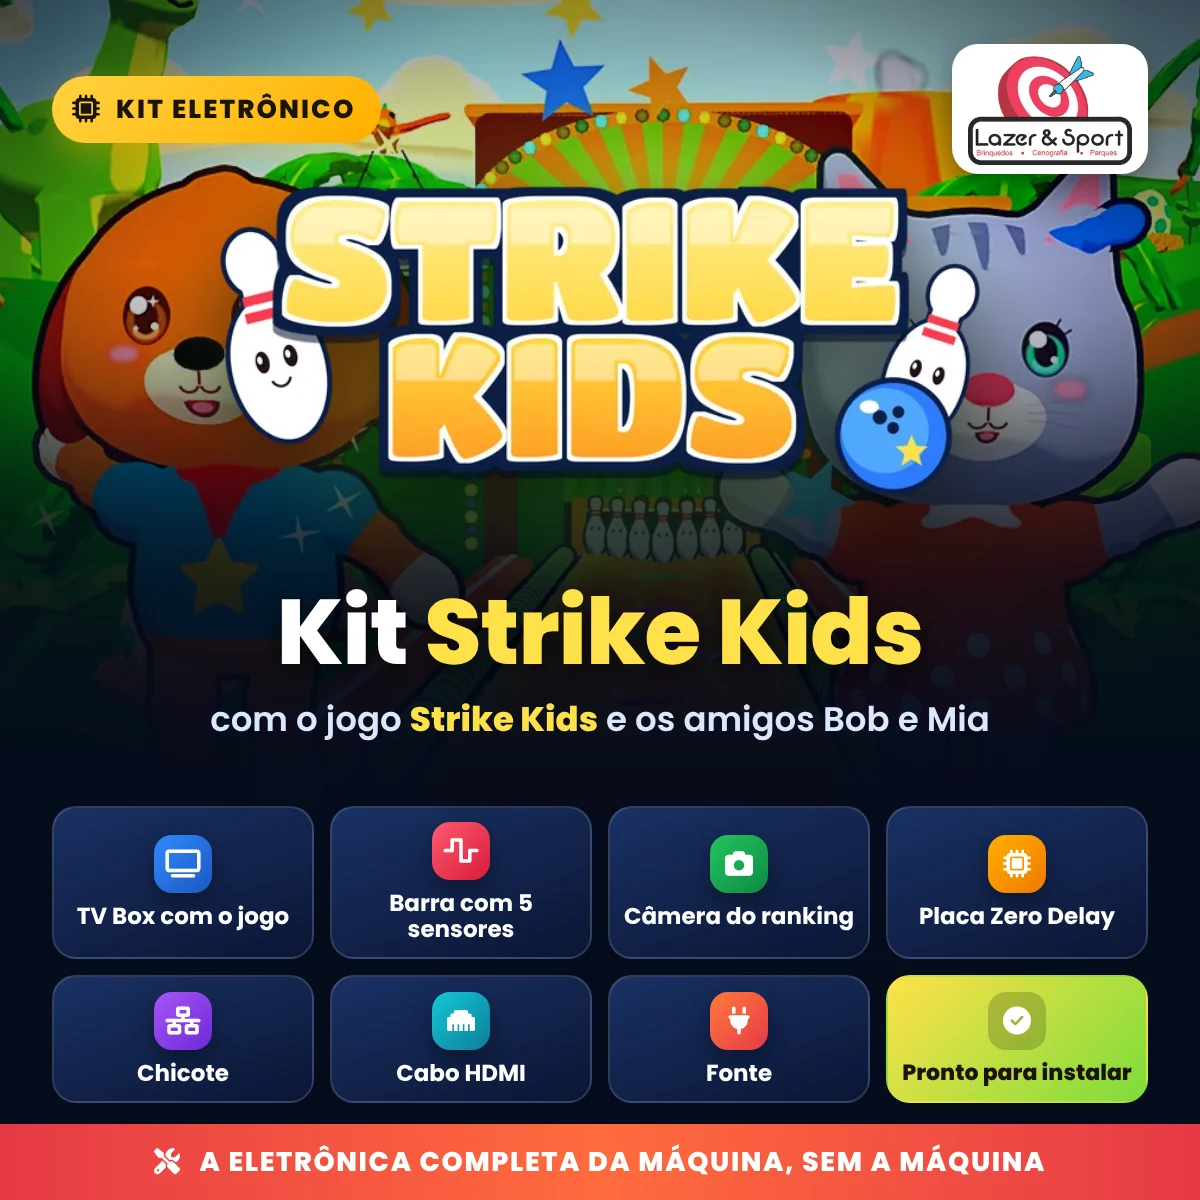 KIT ELETRÔNICO
Lazer & Sport
Brinquedos • Cenografia • Parques
STRIKE
KIDS
Kit Strike Kids
com o jogo Strike Kids e os amigos Bob e Mia
TV Box com o jogo
Barra com 5
sensores
Câmera do ranking
Placa Zero Delay
Chicote
Cabo HDMI
Fonte
Pronto para instalar
A ELETRÔNICA COMPLETA DA MÁQUINA, SEM A MÁQUINA